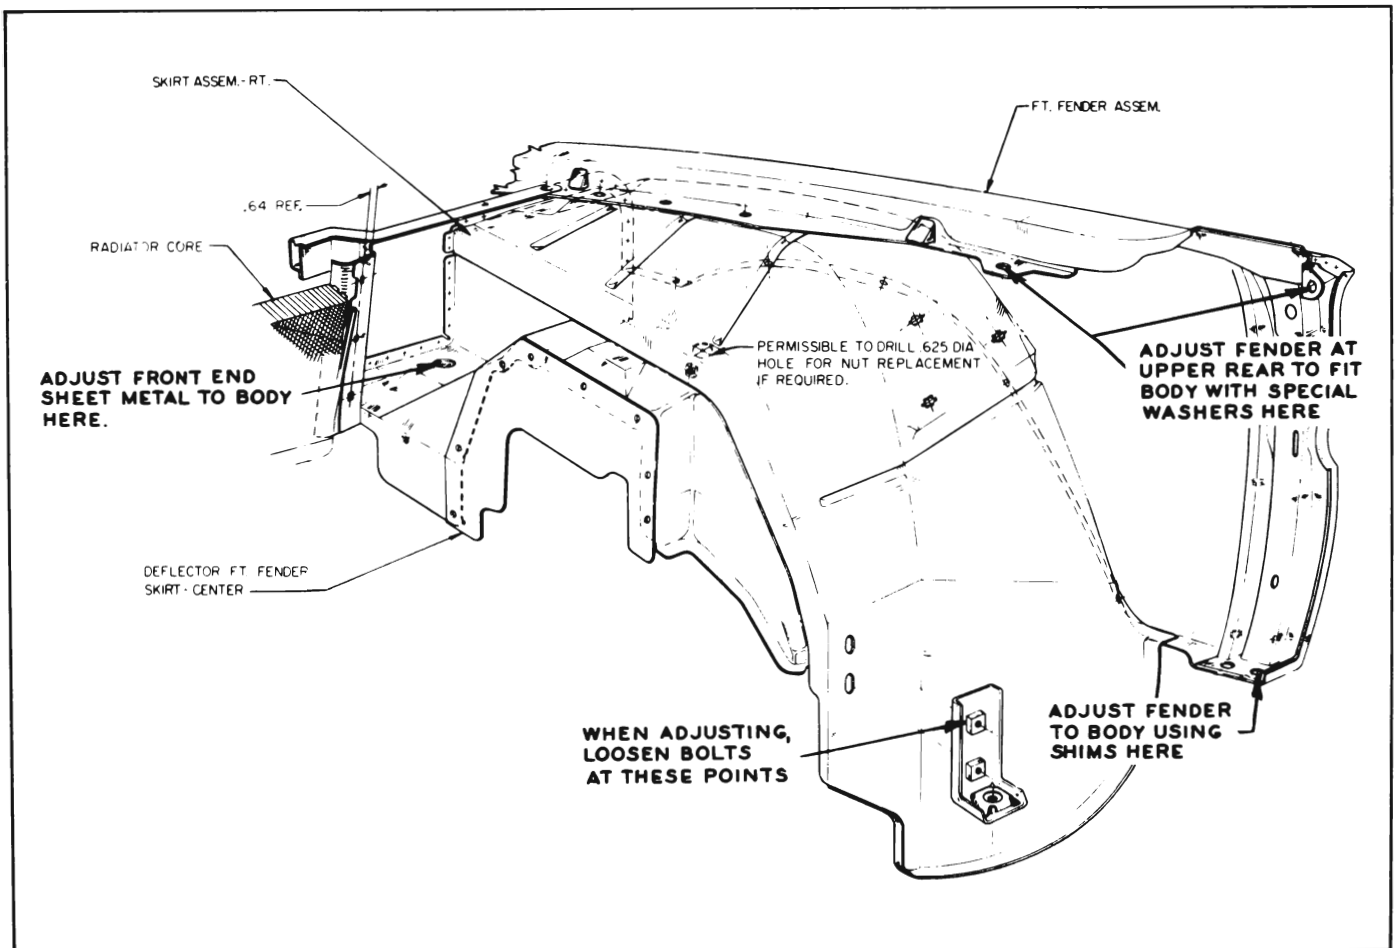 SKIRT ASSEM.-RT.
FT. FENDER ASSEM.
.64 REF.
RADIATOR CORE
PERMISSIBLE TO DRILL .625 DIA
HOLE FOR NUT REPLACEMENT
IF REQUIRED.
ADJUST FENDER AT
UPPER REAR TO FIT
BODY WITH SPECIAL
WASHERS HERE
ADJUST FRONT END
SHEET METAL TO BODY
HERE.
DEFLECTOR FT. FENDER
SKIRT - CENTER
ADJUST FENDER
TO BODY USING
SHIMS HERE
WHEN ADJUSTING,
LOOSEN BOLTS
AT THESE POINTS